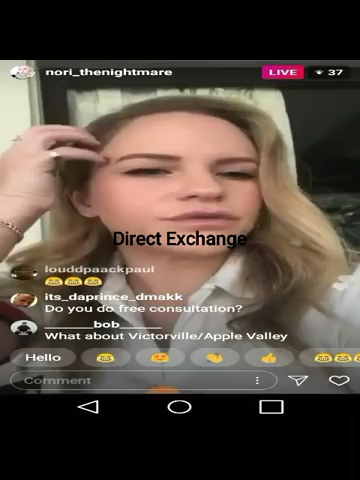 nori_thenightmare
LIVE
37
Direct Exchange
louddpaackpaul
its_daprince_dmakk
Do you do free consultation?
______bob______
What about Victorville/Apple Valley
Hello
Comment